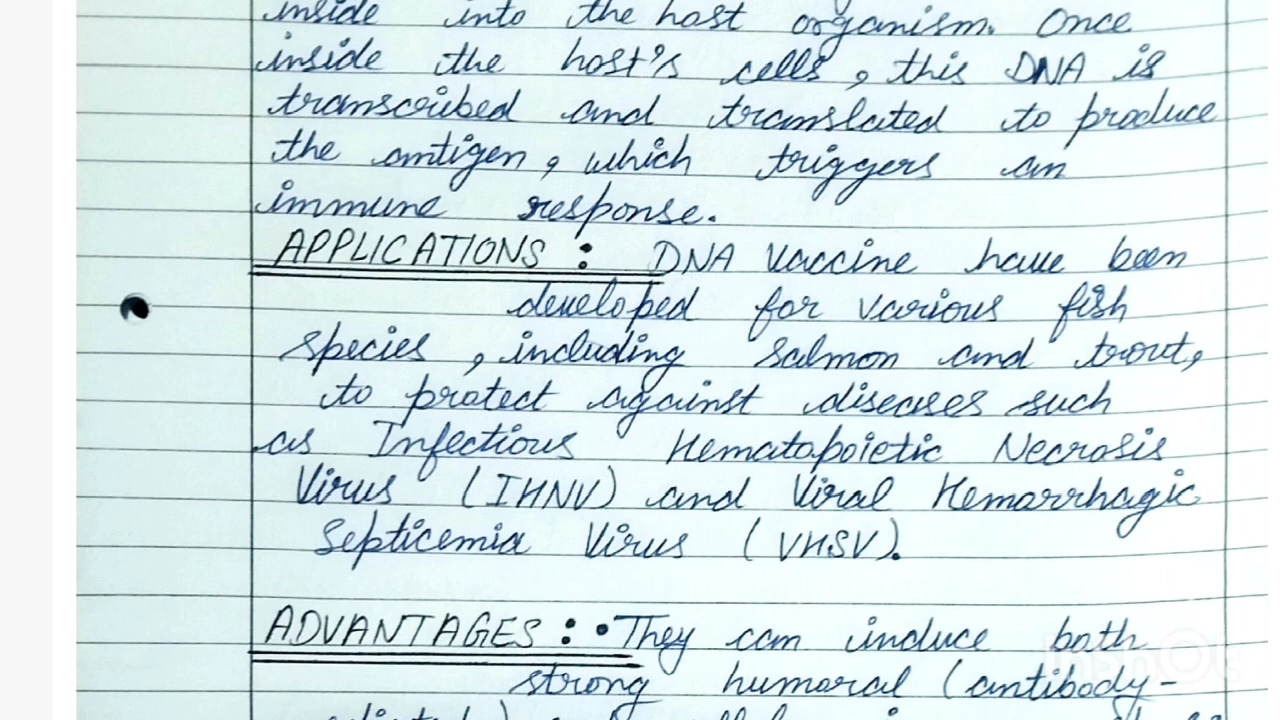 inside into the host organism. Once
inside the host's cells, this DNA is
transcribed and translated to produce
the antigen, which triggers an
immune response.
APPLICATIONS : DNA vaccine have been
developed for various fish
species, including salmon and trout,
to protect against diseases such
as Infectious Hematopoietic Necrosis
Virus (IHNV) and Viral Hemorrhagic
Septicemia Virus (VHSV).
ADVANTAGES : • They can induce both
strong humoral (antibody-
InShOt